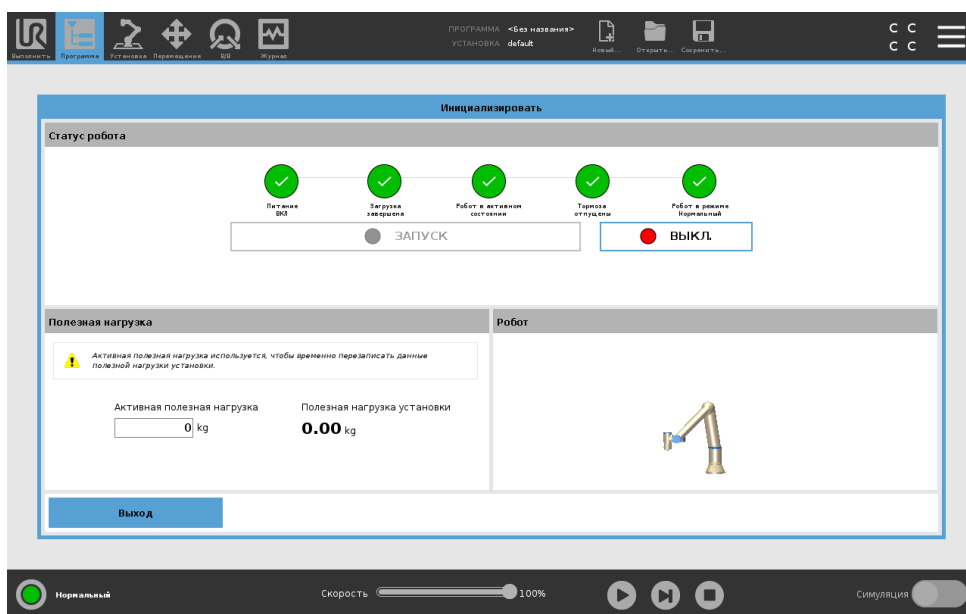 UR
ПРОГРАММА <Без названия>
УСТАНОВКА default
Выполнить Программа Установка Перемещение В/В Журнал
Новый... Открыть... Сохранить...
C C
C C
Инициализировать
Статус робота
Питание ВКЛ
Загрузка завершена
Робот в активном состоянии
Тормоза отпущены
Робот в режиме Нормальный
ЗАПУСК
ВЫКЛ.
Полезная нагрузка
Активная полезная нагрузка используется, чтобы временно перезаписать данные
полезной нагрузки установки.
Активная полезная нагрузка
0 kg
Полезная нагрузка установки
0.00 kg
Робот
Выход
Нормальный
Скорость 100%
Симуляция